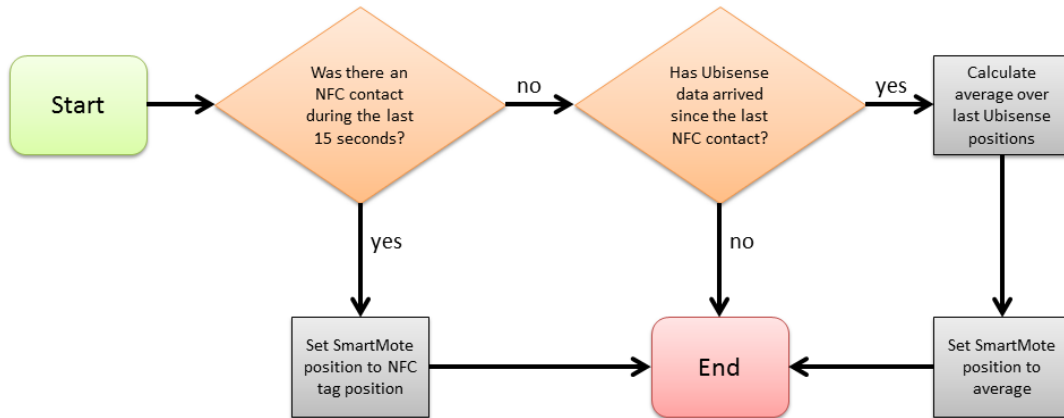 Start
Was there an
NFC contact
during the last
15 seconds?
no
Has Ubisense
data arrived
since the last
NFC contact?
yes
Calculate
average over
last Ubisense
positions
yes
no
Set SmartMote
position to NFC
tag position
End
Set SmartMote
position to
average